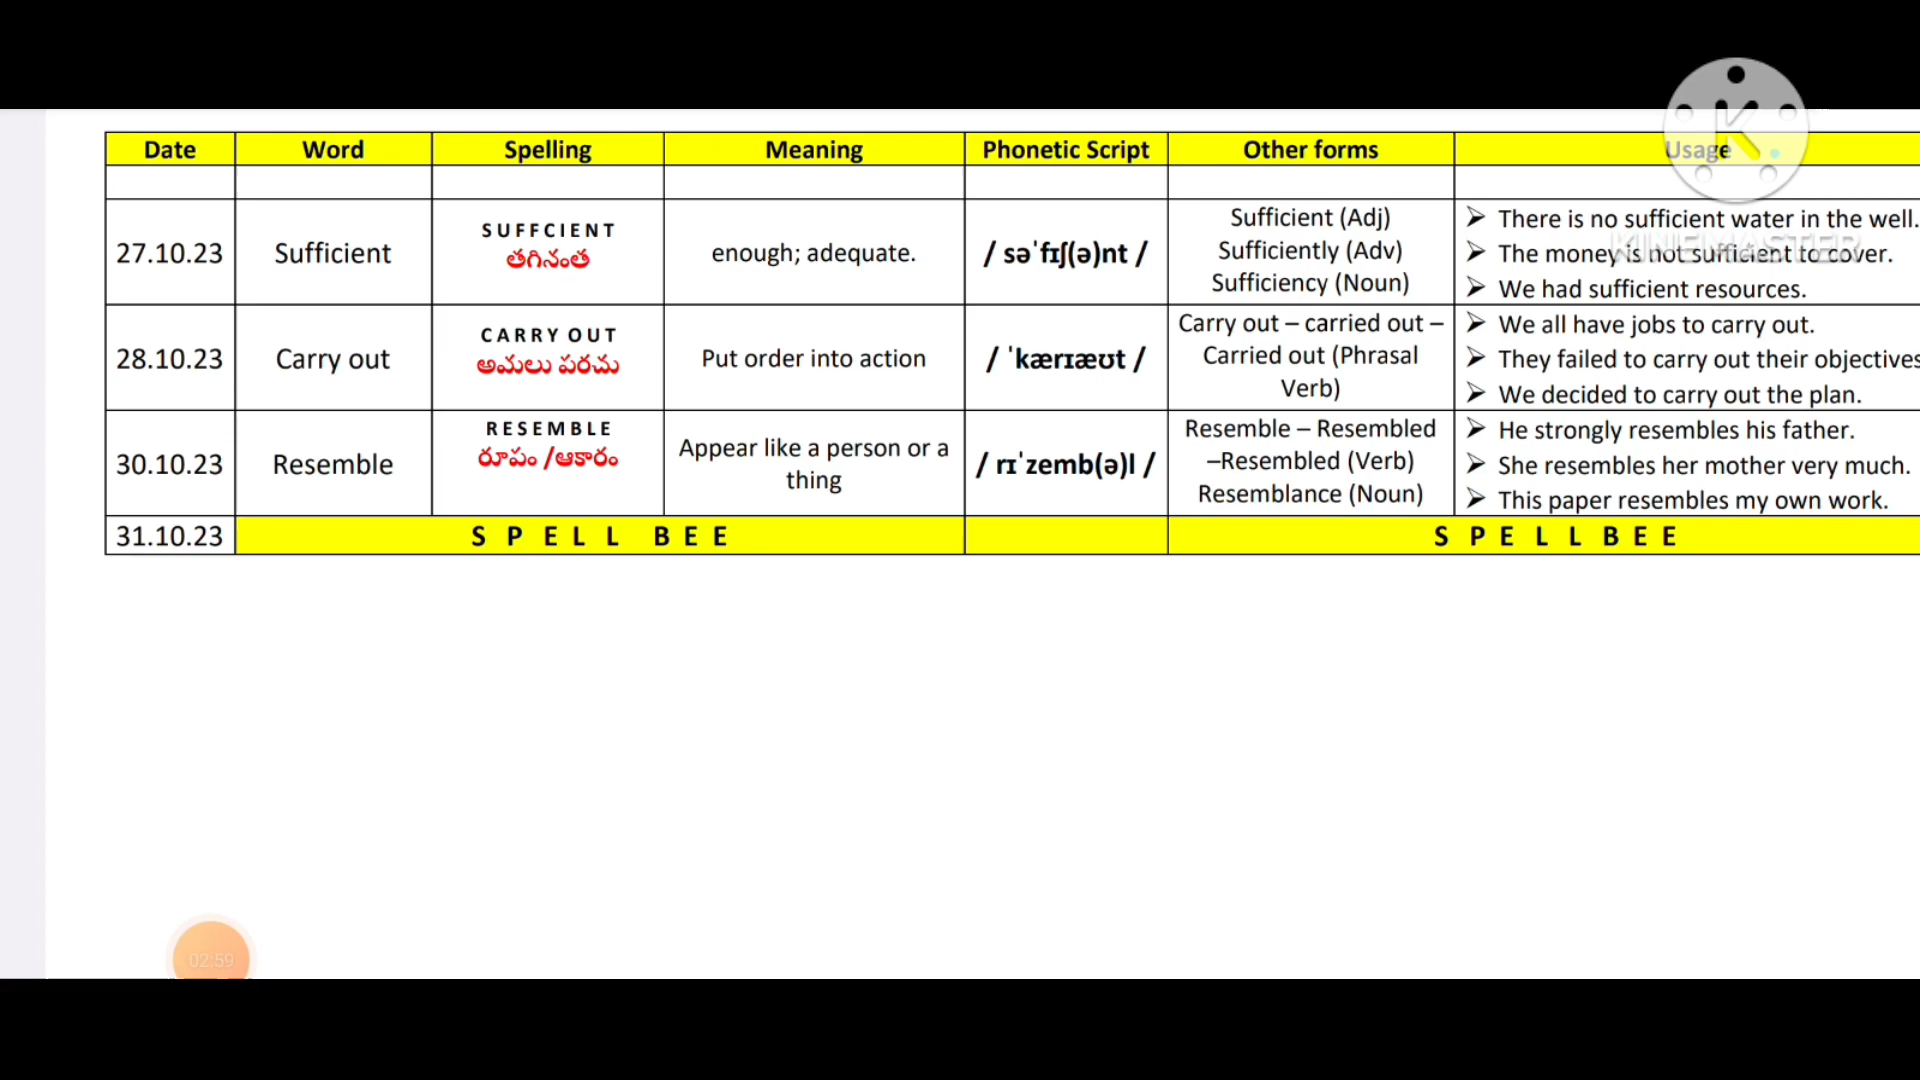 Date Word Spelling Meaning Phonetic Script Other forms Usage
27.10.23
Sufficient
SUFFCIENT
తగినంత
enough; adequate.
/ səˈfɪʃ(ə)nt /
Sufficient (Adj)
Sufficiently (Adv)
Sufficiency (Noun)
➢ There is no sufficient water in the well.
➢ The money is not sufficient to cover.
➢ We had sufficient resources.
28.10.23
Carry out
CARRY OUT
అమలు పరచు
Put order into action
/ ˈkærɪæʊt /
Carry out – carried out –
Carried out (Phrasal
Verb)
➢ We all have jobs to carry out.
➢ They failed to carry out their objectives
➢ We decided to carry out the plan.
30.10.23
Resemble
RESEMBLE
రూపం /ఆకారం
Appear like a person or a
thing
/ rɪˈzemb(ə)l /
Resemble – Resembled
–Resembled (Verb)
Resemblance (Noun)
➢ He strongly resembles his father.
➢ She resembles her mother very much.
➢ This paper resembles my own work.
31.10.23 S P E L L B E E S P E L L B E E
K
KINEMASTER
02:59